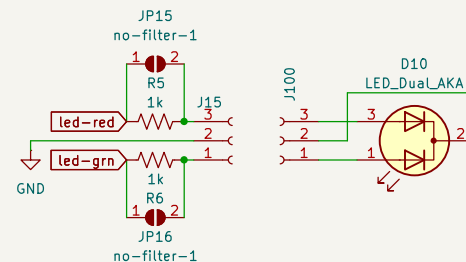 JP15
no-filter-1
1 2
R5
1k
led-red
J15
3
2
1
led-grn
GND
1k
R6
1 2
JP16
no-filter-1
J100
3
2
1
D10
LED_Dual_AKA
3
1
2